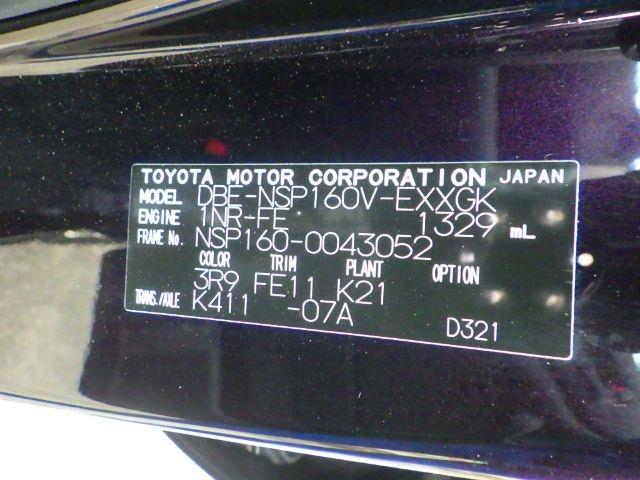 TOYOTA MOTOR CORPORATION JAPAN
MODEL DBE-NSP160V-EXXGK
ENGINE 1NR-FE 1329 mL
FRAME No. NSP160-0043052
COLOR TRIM PLANT OPTION
3R9 FE11 K21
TRANS./AXLE K411 -07A D321